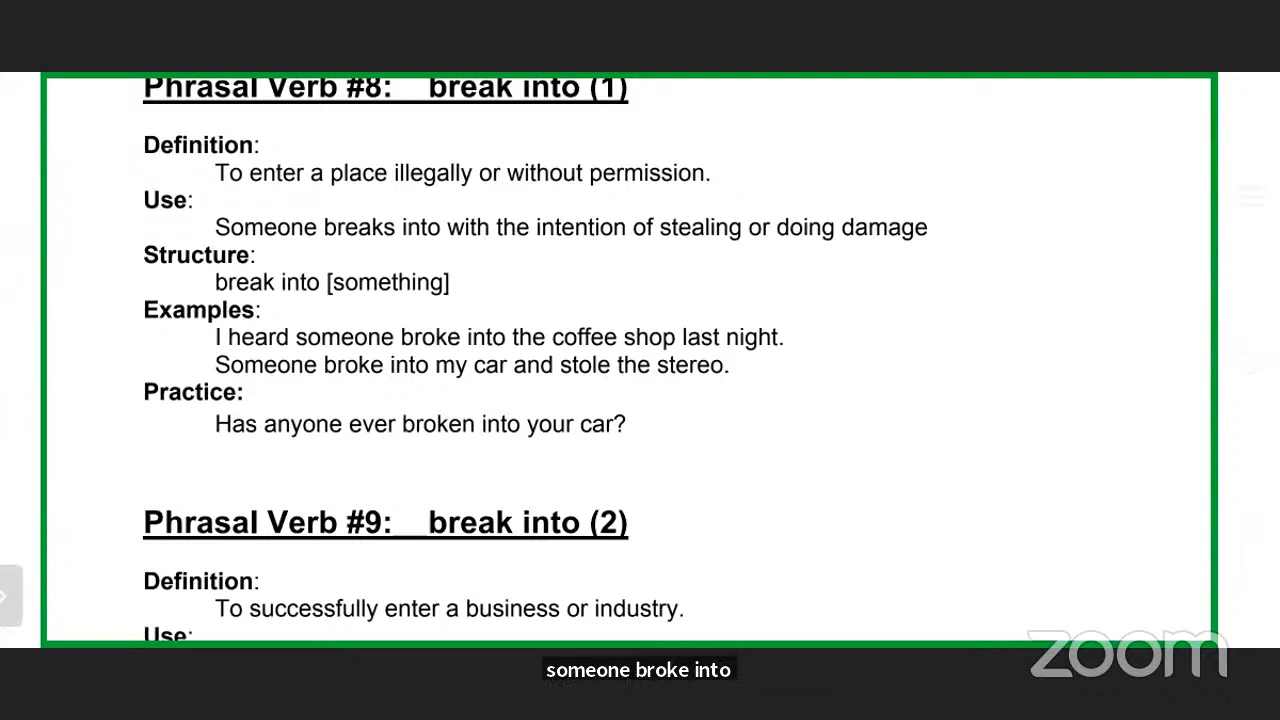 Phrasal Verb #8:__break into (1)
Definition:
To enter a place illegally or without permission.
Use:
Someone breaks into with the intention of stealing or doing damage
Structure:
break into [something]
Examples:
I heard someone broke into the coffee shop last night.
Someone broke into my car and stole the stereo.
Practice:
Has anyone ever broken into your car?
Phrasal Verb #9:__break into (2)
Definition:
To successfully enter a business or industry.
Use:
zoom
someone broke into